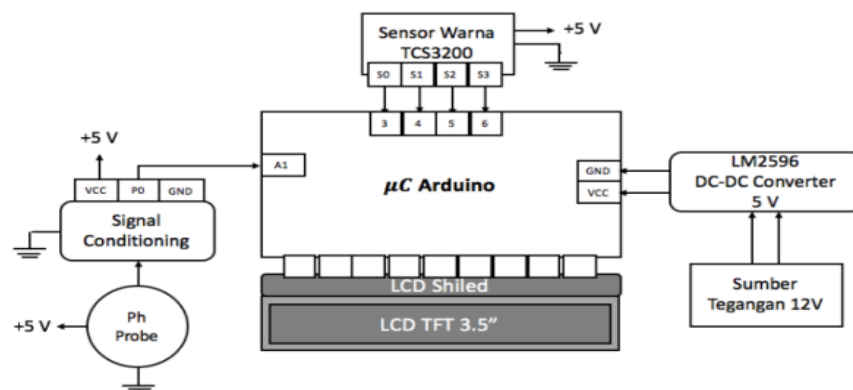 Sensor Warna
TCS3200
+5 V
S0 S1 S2 S3
3 4 5 6
+5 V
A1
VCC P0 GND
Signal
Conditioning
µC Arduino
GND
VCC
LM2596
DC-DC Converter
5 V
Sumber
Tegangan 12V
+5 V
Ph
Probe
LCD Shiled
LCD TFT 3.5”